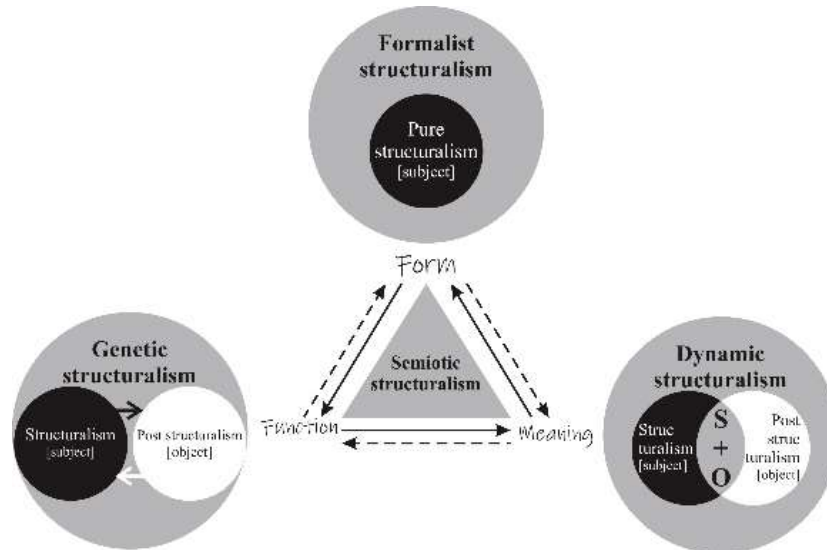 Formalist
structuralism
Pure
structuralism
[subject]
Form
Semiotic
structuralism
Function
Meaning
Genetic
structuralism
Structuralism
[subject]
Post structuralism
[object]
Dynamic
structuralism
Struc
turalism
[subject]
S
+
O
Post
struc
turalism
[object]